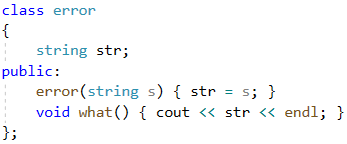 class error
{
    string str;
public:
    error(string s) { str = s; }
    void what() { cout << str << endl; }
};